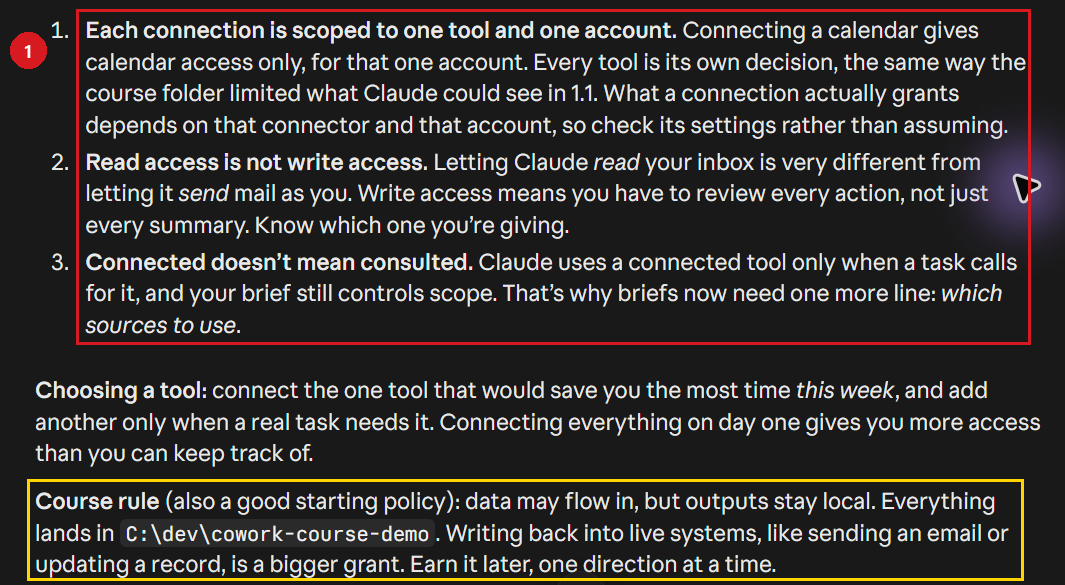 1
1. Each connection is scoped to one tool and one account. Connecting a calendar gives
calendar access only, for that one account. Every tool is its own decision, the same way the
course folder limited what Claude could see in 1.1. What a connection actually grants
depends on that connector and that account, so check its settings rather than assuming.
2. Read access is not write access. Letting Claude read your inbox is very different from
letting it send mail as you. Write access means you have to review every action, not just
every summary. Know which one you’re giving.
3. Connected doesn’t mean consulted. Claude uses a connected tool only when a task calls
for it, and your brief still controls scope. That’s why briefs now need one more line: which
sources to use.
Choosing a tool: connect the one tool that would save you the most time this week, and add
another only when a real task needs it. Connecting everything on day one gives you more access
than you can keep track of.
Course rule (also a good starting policy): data may flow in, but outputs stay local. Everything
lands in C:\dev\cowork-course-demo. Writing back into live systems, like sending an email or
updating a record, is a bigger grant. Earn it later, one direction at a time.